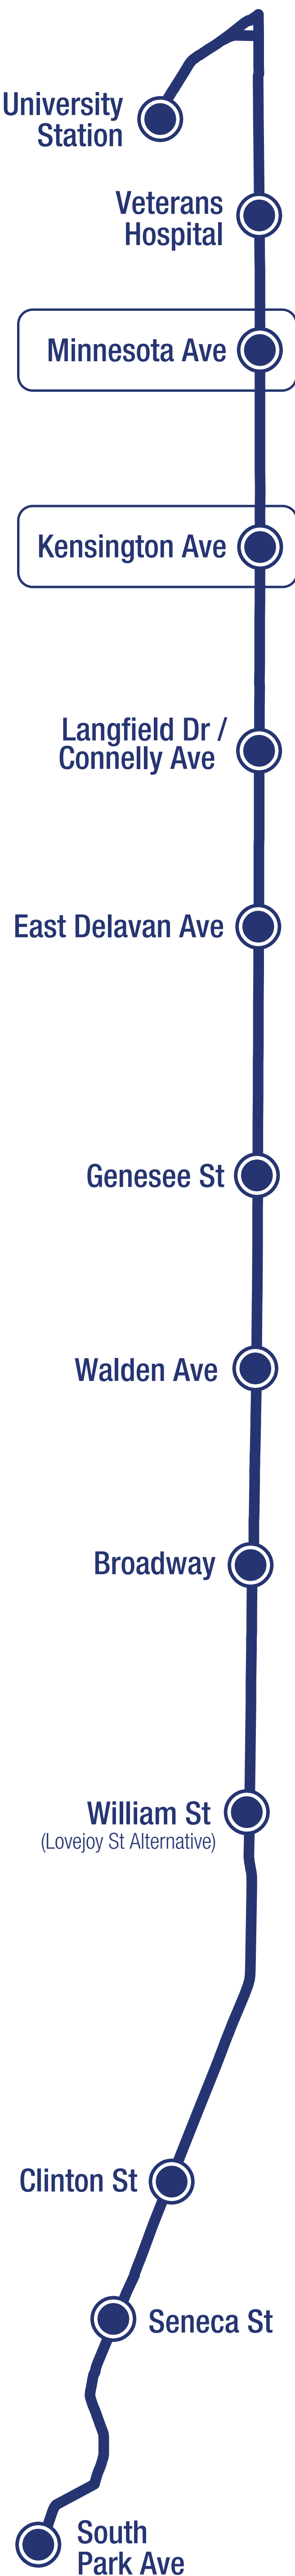 University
Station
Veterans
Hospital
Minnesota Ave
Kensington Ave
Langfield Dr /
Connelly Ave
East Delavan Ave
Genesee St
Walden Ave
Broadway
William St
(Lovejoy St Alternative)
Clinton St
Seneca St
South
Park Ave